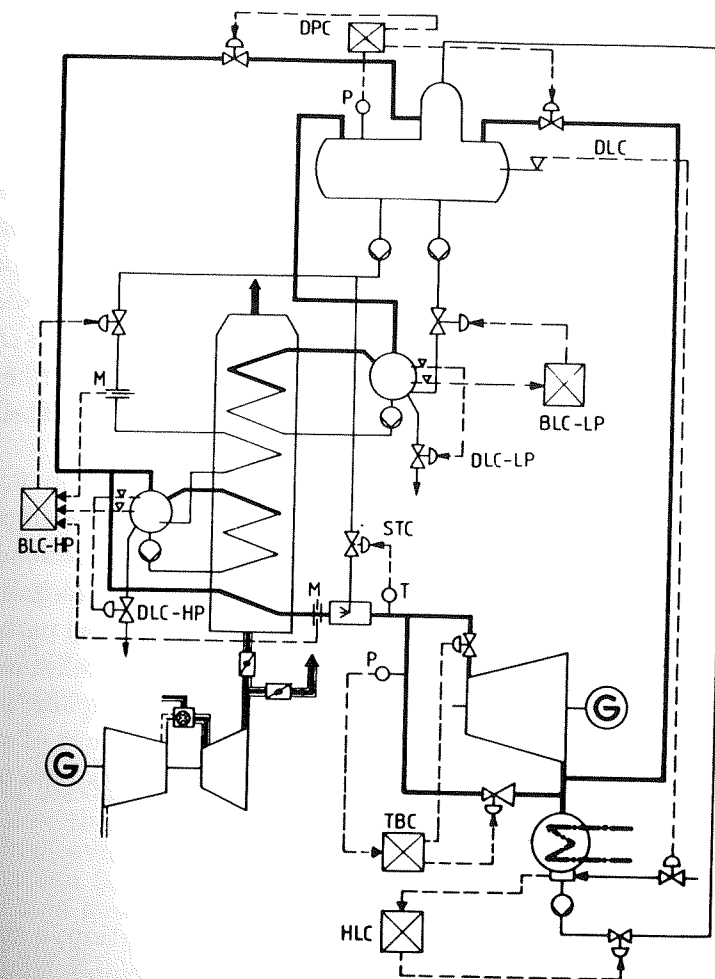 DPC
P
DLC
M
BLC-LP
DLC-LP
BLC-HP
STC
M
T
DLC-HP
P
G
G
TBC
HLC